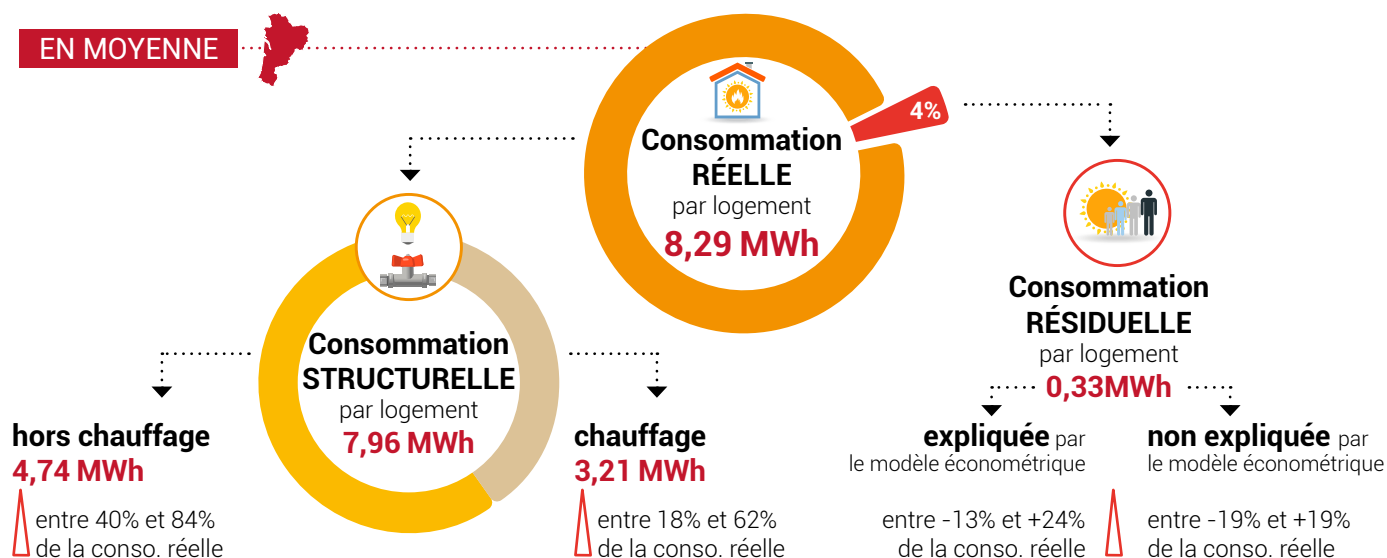 EN MOYENNE
4%
Consommation
RÉELLE
par logement
8,29 MWh
Consommation
STRUCTURELLE
par logement
7,96 MWh
Consommation
RÉSIDUELLE
par logement
0,33MWh
hors chauffage
4,74 MWh
entre 40% et 84%
de la conso. réelle
chauffage
3,21 MWh
entre 18% et 62%
de la conso. réelle
expliquée par
le modèle économétrique
entre -13% et +24%
de la conso. réelle
non expliquée par
le modèle économétrique
entre -19% et +19%
de la conso. réelle